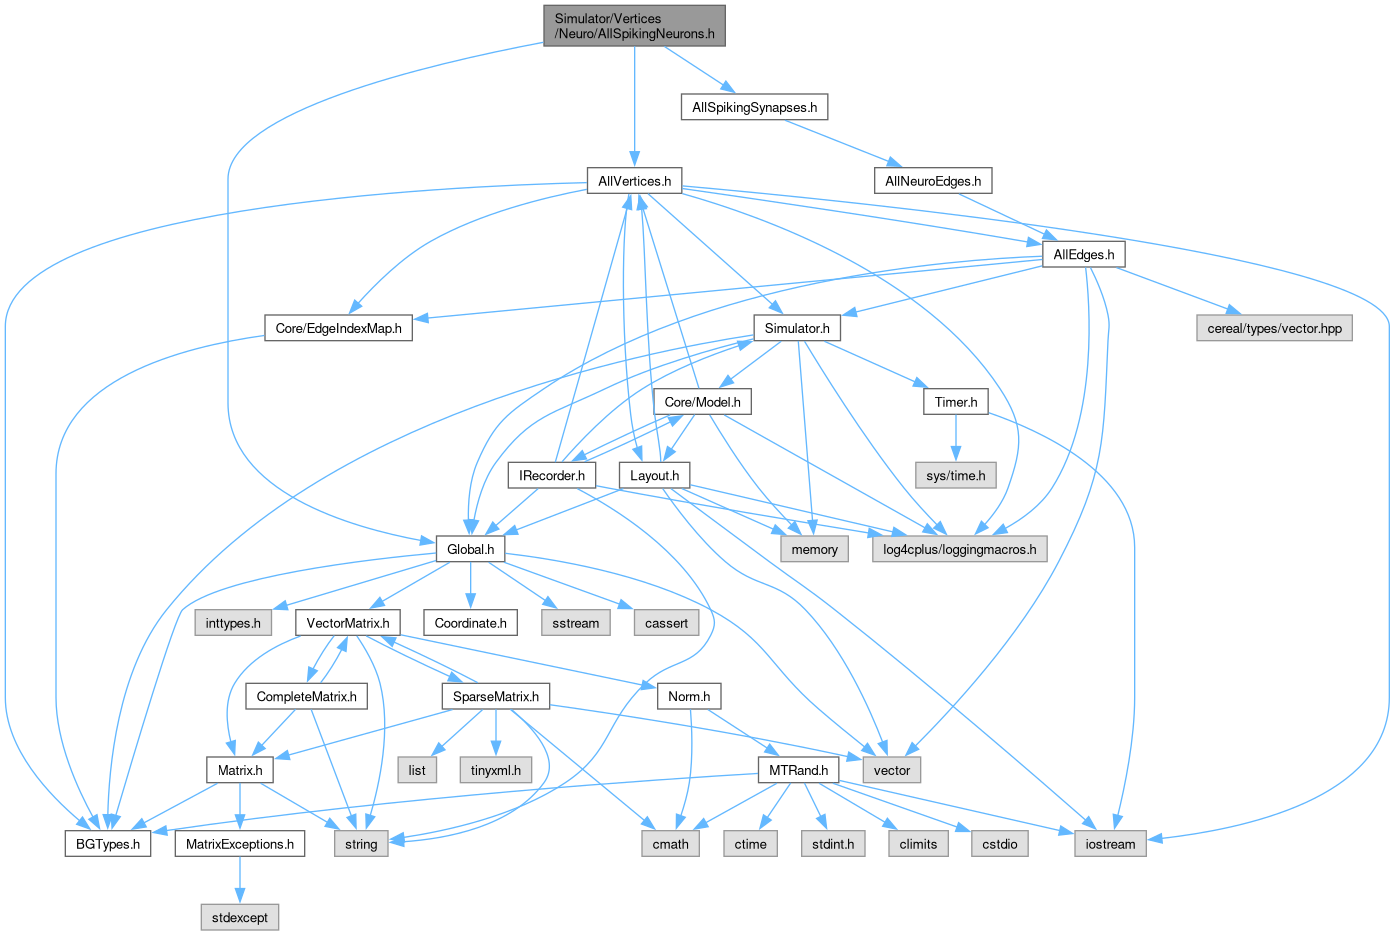 Simulator/Vertices
/Neuro/AllSpikingNeurons.h
AllSpikingSynapses.h
AllVertices.h
AllNeuroEdges.h
AllEdges.h
Core/EdgeIndexMap.h
Simulator.h
cereal/types/vector.hpp
Core/Model.h
Timer.h
IRecorder.h
Layout.h
sys/time.h
Global.h
memory
log4cplus/loggingmacros.h
inttypes.h
VectorMatrix.h
Coordinate.h
sstream
cassert
CompleteMatrix.h
SparseMatrix.h
Norm.h
Matrix.h
list
tinyxml.h
MTRand.h
vector
BGTypes.h
MatrixExceptions.h
string
cmath
ctime
stdint.h
climits
cstdio
iostream
stdexcept